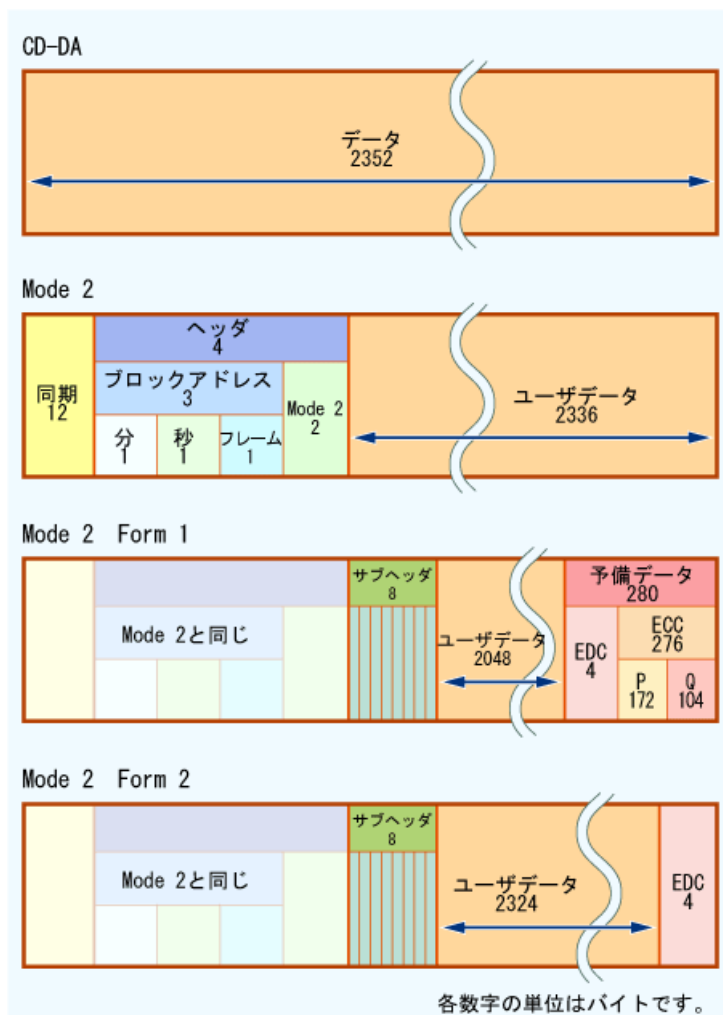 CD-DA
データ
2352
Mode 2
同期
12
ヘッダ
4
ブロックアドレス
3
分
1
秒
1
フレーム
1
Mode 2
2
ユーザデータ
2336
Mode 2 Form 1
Mode 2と同じ
サブヘッダ
8
ユーザデータ
2048
予備データ
280
EDC
4
ECC
276
P
172
Q
104
Mode 2 Form 2
Mode 2と同じ
サブヘッダ
8
ユーザデータ
2324
EDC
4
各数字の単位はバイトです。